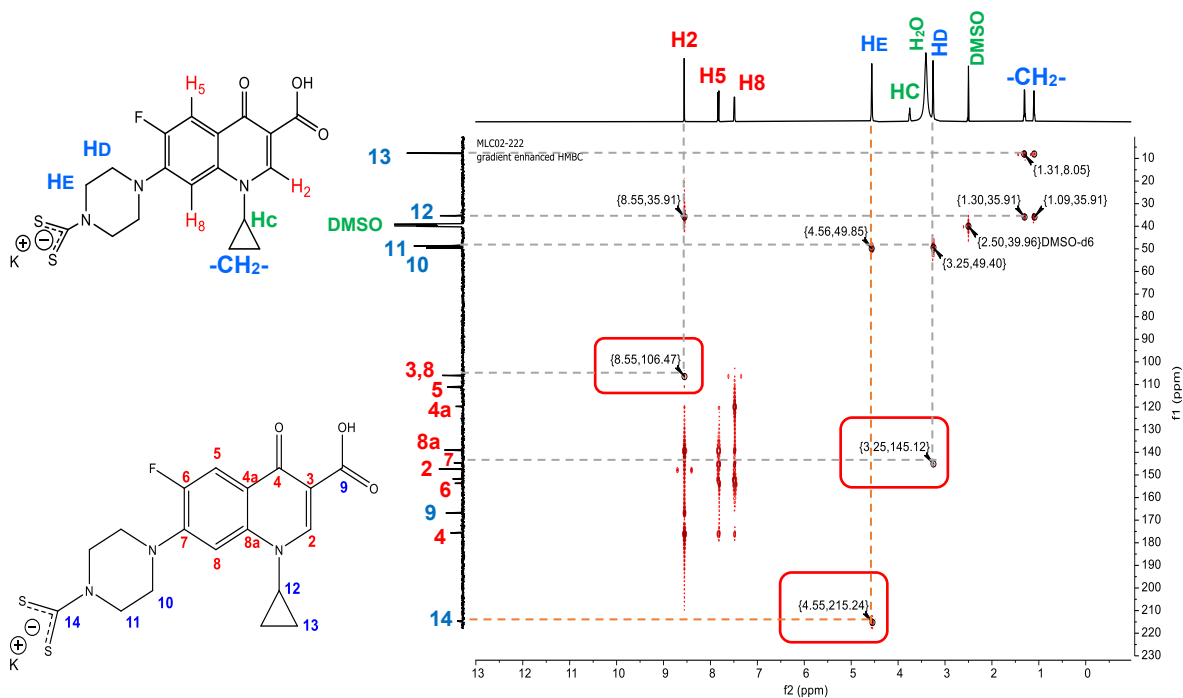 H2
HE
H2O
HD
DMSO
H5
H8
HC
-CH2-
H5
O
OH
F
O
HD
HE
N
N
H2
H8
HC
S
N
S
K
-CH2-
MLC02-222
gradient enhanced HMBC
13
12
DMSO
11
10
3,8
5
4a
8a
7
2
6
9
4
14
{1.31,8.05}
{8.55,35.91}
{1.30,35.91}
{1.09,35.91}
{4.56,49.85}
{2.50,39.96}DMSO-d6
{3.25,49.40}
{8.55,106.47}
{3.25,145.12}
{4.55,215.24}
O
OH
F
6
5
4a
4
3
9
O
7
8
8a
N
2
N
10
11
N
12
13
S
14
S
K
10
20
30
40
50
60
70
80
90
100
110
120
130
140
150
160
170
180
190
200
210
220
230
f1 (ppm)
13 12 11 10 9 8 7 6 5 4 3 2 1 0
f2 (ppm)